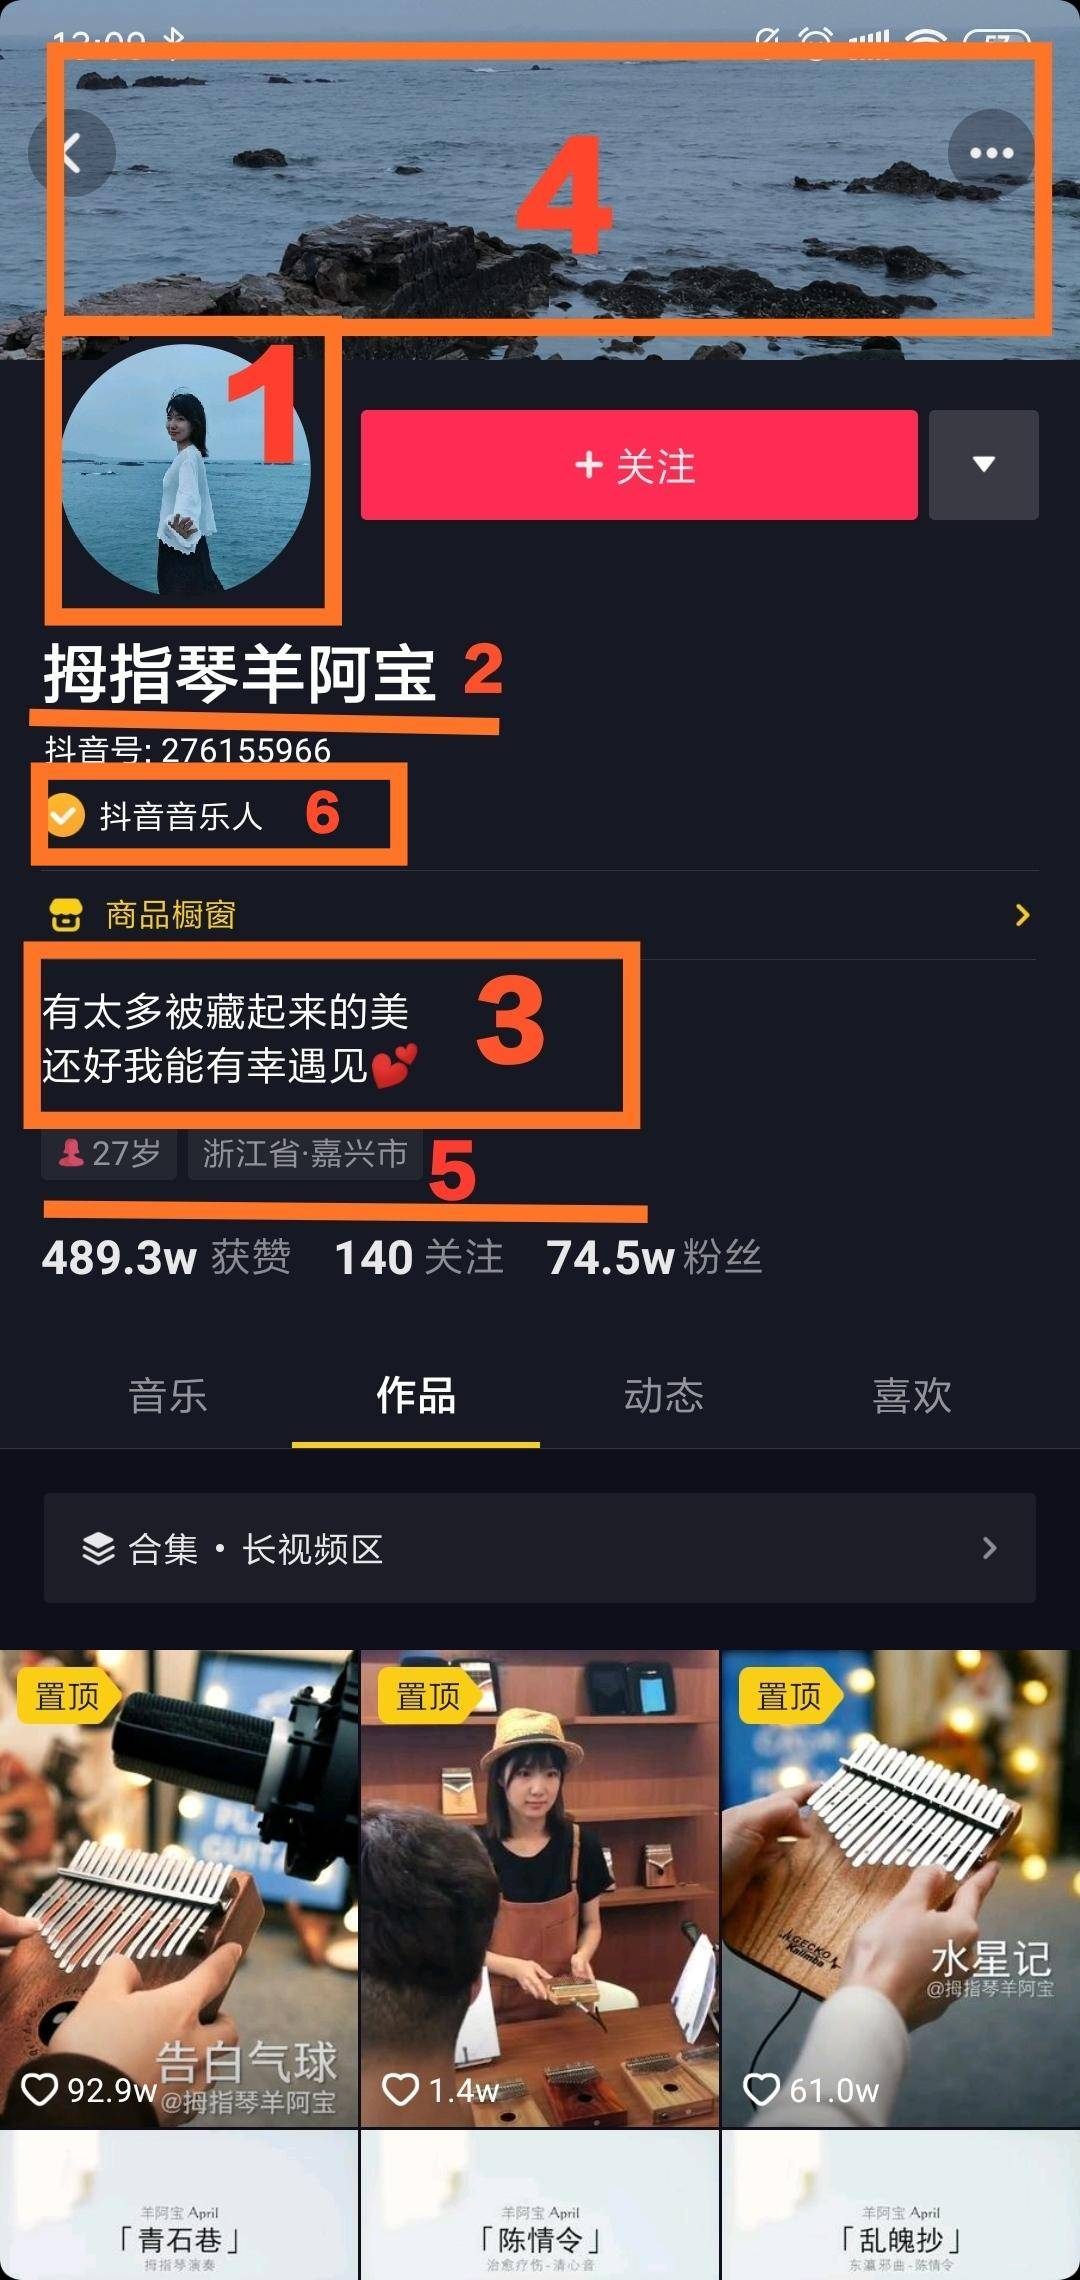 13:09
57
4
1
+ 关注
拇指琴羊阿宝 2
抖音号: 276155966
抖音音乐人 6
商品橱窗
有太多被藏起来的美
还好我能有幸遇见💕
3
27岁 浙江省·嘉兴市 5
489.3w 获赞 140 关注 74.5w 粉丝
音乐 作品 动态 喜欢
合集 • 长视频区
置顶 置顶 置顶
GECKO
Kalimba
告白气球
@拇指琴羊阿宝
水星记
@拇指琴羊阿宝
92.9w 1.4w 61.0w
羊阿宝 April 羊阿宝 April 羊阿宝 April
「青石巷」 「陈情令」 「乱魄抄」
拇指琴演奏 治愈疗伤-清心音 东瀛邪曲-陈情令